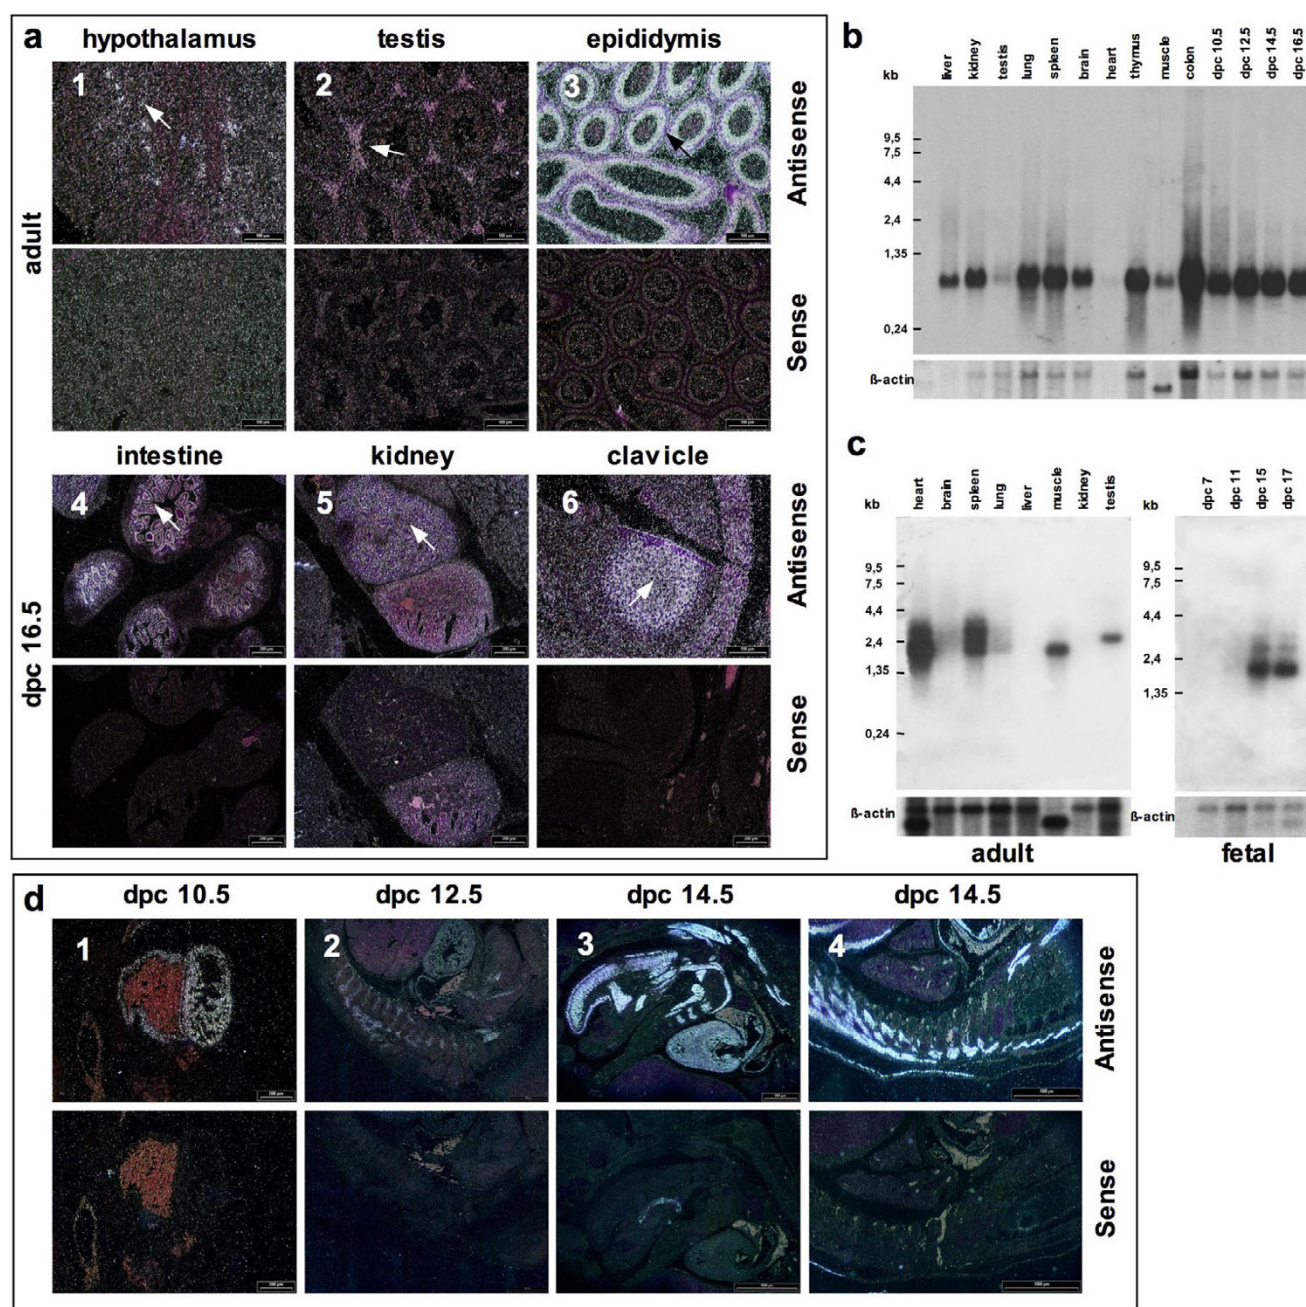 a
hypothalamus testis epididymis
1 2 3
Antisense
adult
Sense
intestine kidney clavicle
4 5 6
Antisense
dpc 16.5
Sense
b
kb liver kidney testis lung spleen brain heart thymus muscle colon dpc 10.5 dpc 12.5 dpc 14.5 dpc 16.5
9,5
7,5
4,4
2,4
1,35
0,24
ß-actin
c
kb heart brain spleen lung liver muscle kidney testis
9,5
7,5
4,4
2,4
1,35
0,24
ß-actin
adult
kb dpc 7 dpc 11 dpc 15 dpc 17
9,5
7,5
4,4
2,4
1,35
ß-actin
fetal
d
dpc 10.5 dpc 12.5 dpc 14.5 dpc 14.5
1 2 3 4
Antisense
Sense